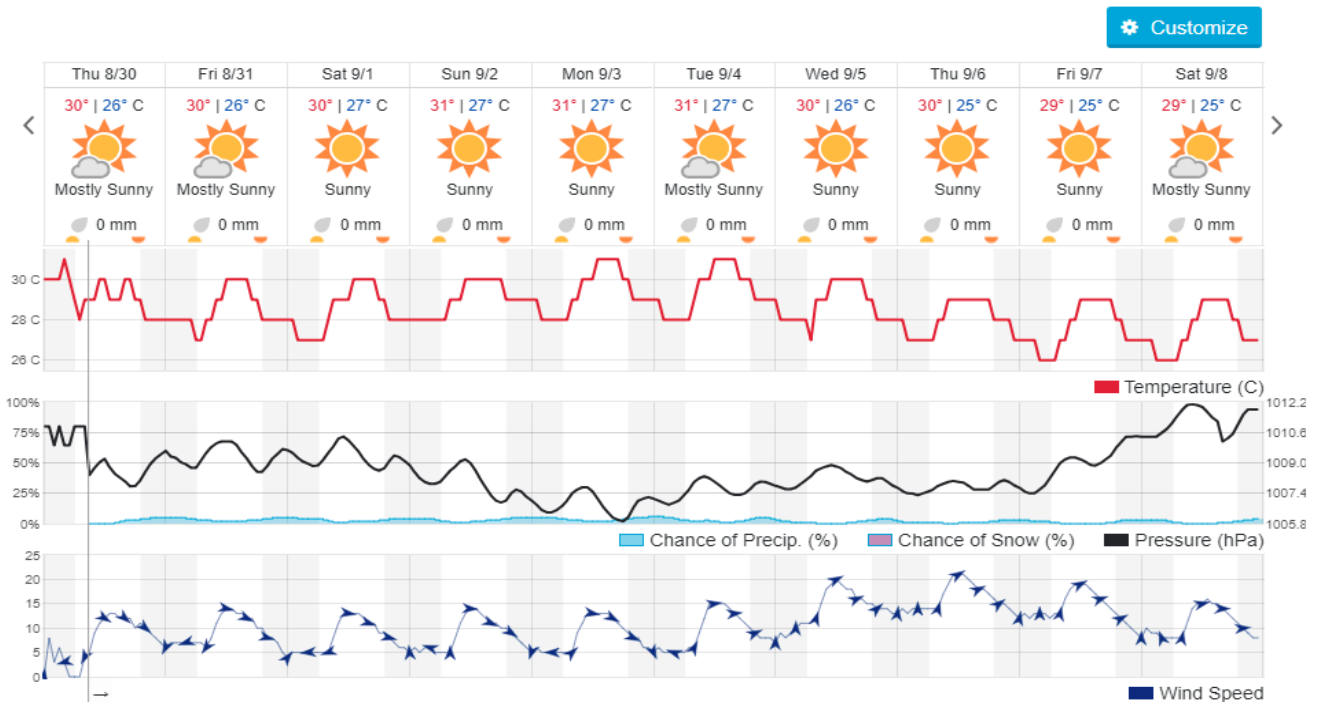 Customize
Thu 8/30 Fri 8/31 Sat 9/1 Sun 9/2 Mon 9/3 Tue 9/4 Wed 9/5 Thu 9/6 Fri 9/7 Sat 9/8
30° | 26° C 30° | 26° C 30° | 27° C 31° | 27° C 31° | 27° C 31° | 27° C 30° | 26° C 30° | 25° C 29° | 25° C 29° | 25° C
Mostly Sunny Mostly Sunny Sunny Sunny Sunny Mostly Sunny Sunny Sunny Sunny Mostly Sunny
0 mm 0 mm 0 mm 0 mm 0 mm 0 mm 0 mm 0 mm 0 mm 0 mm
30 C
28 C
26 C
Temperature (C)
100% 1012.2
75% 1010.6
50% 1009.0
25% 1007.4
0% 1005.8
Chance of Precip. (%) Chance of Snow (%) Pressure (hPa)
25
20
15
10
5
0
Wind Speed